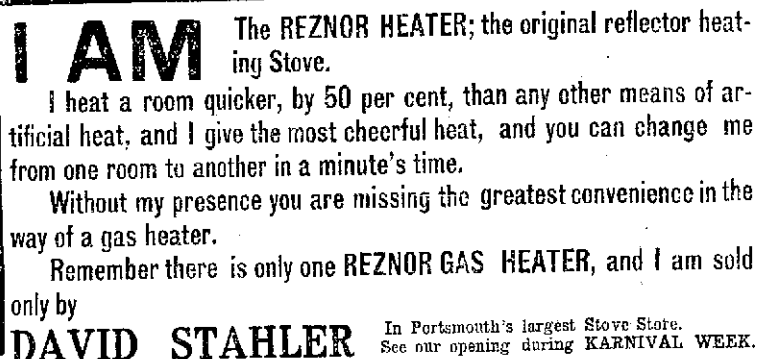 I AM The REZNOR HEATER; the original reflector heat-
ing Stove.
I heat a room quicker, by 50 per cent, than any other means of ar-
tificial heat, and I give the most cheerful heat, and you can change me
from one room to another in a minute's time.
Without my presence you are missing the greatest convenience in the
way of a gas heater.
Remember there is only one REZNOR GAS HEATER, and I am sold
only by
DAVID STAHLER In Portsmouth's largest Stove Store.
See our opening during KARNIVAL WEEK.